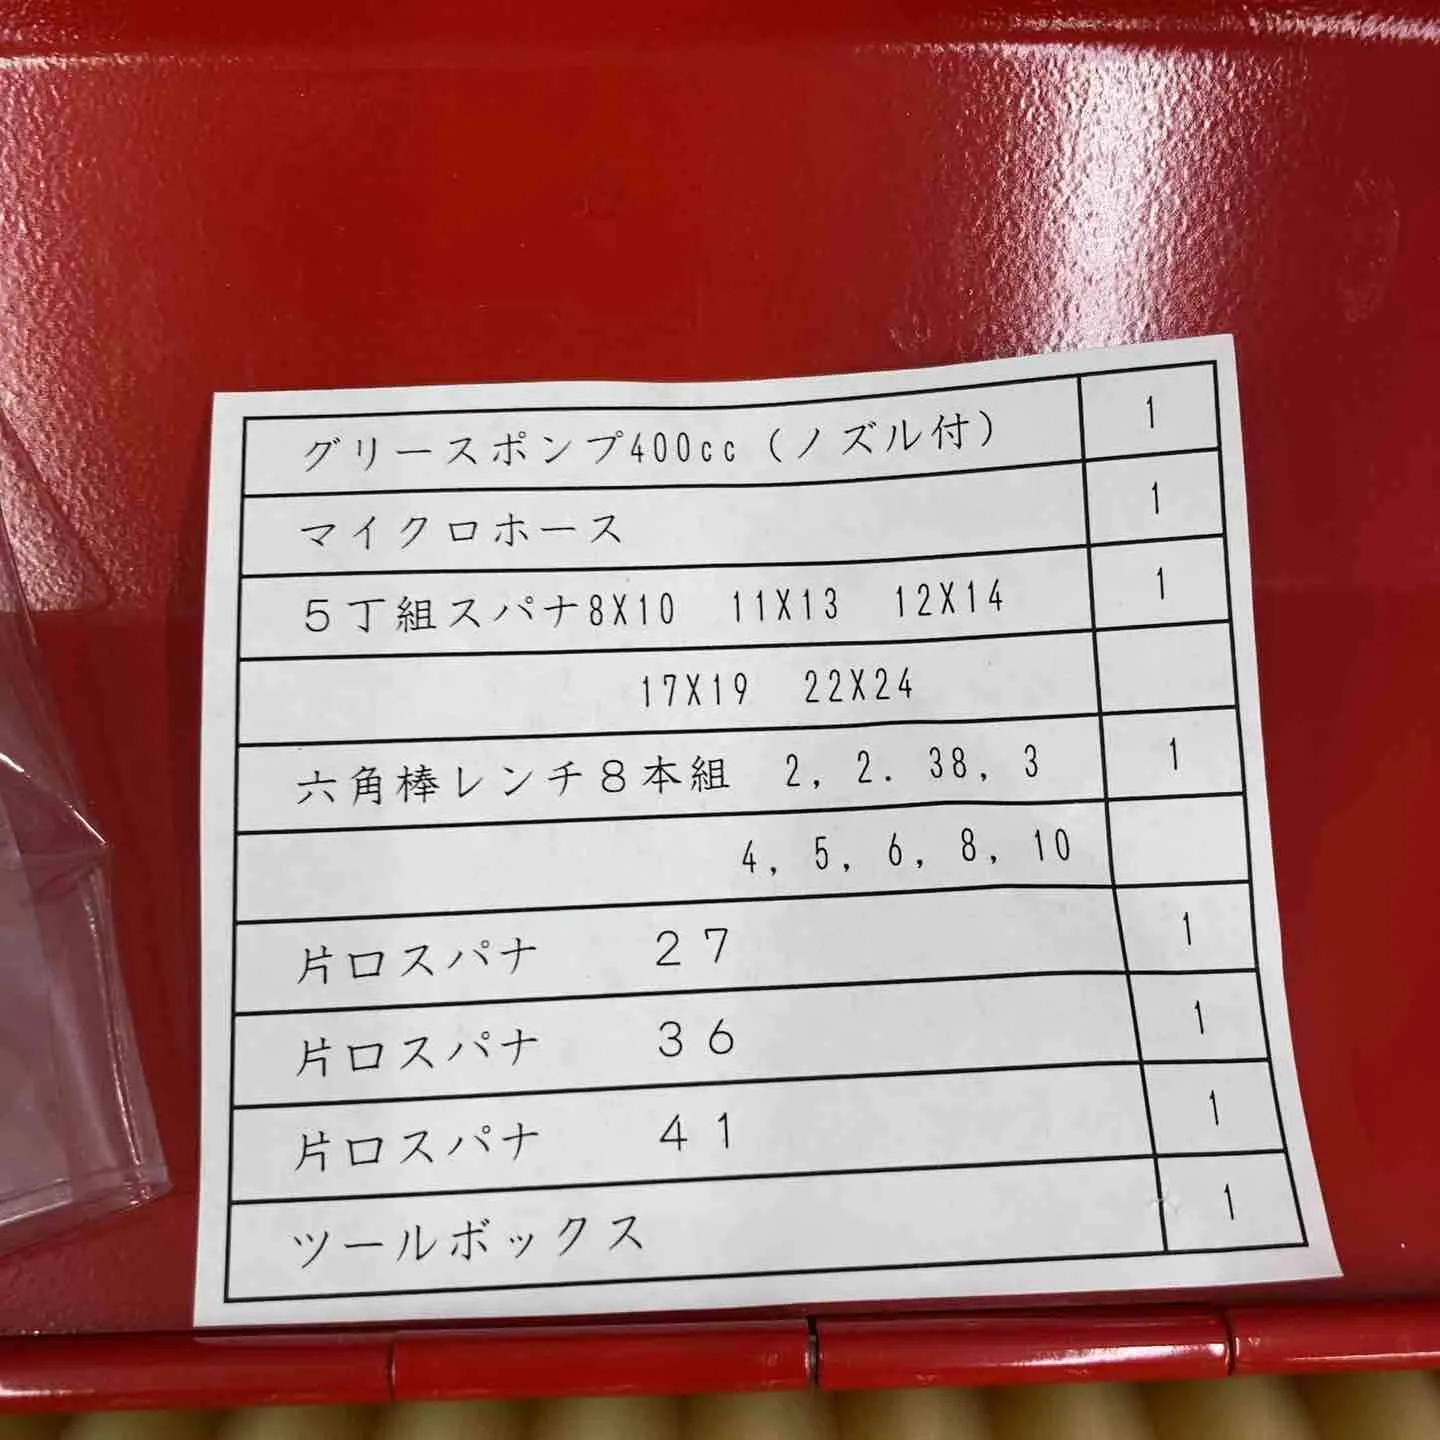 グリースポンプ400cc（ノズル付） 1
マイクロホース 1
５丁組スパナ8X10 11X13 12X14 1
17X19 22X24
六角棒レンチ８本組 2, 2. 38, 3 1
4, 5, 6, 8, 10
片口スパナ ２７ 1
片口スパナ ３６ 1
片口スパナ ４１ 1
ツールボックス 1